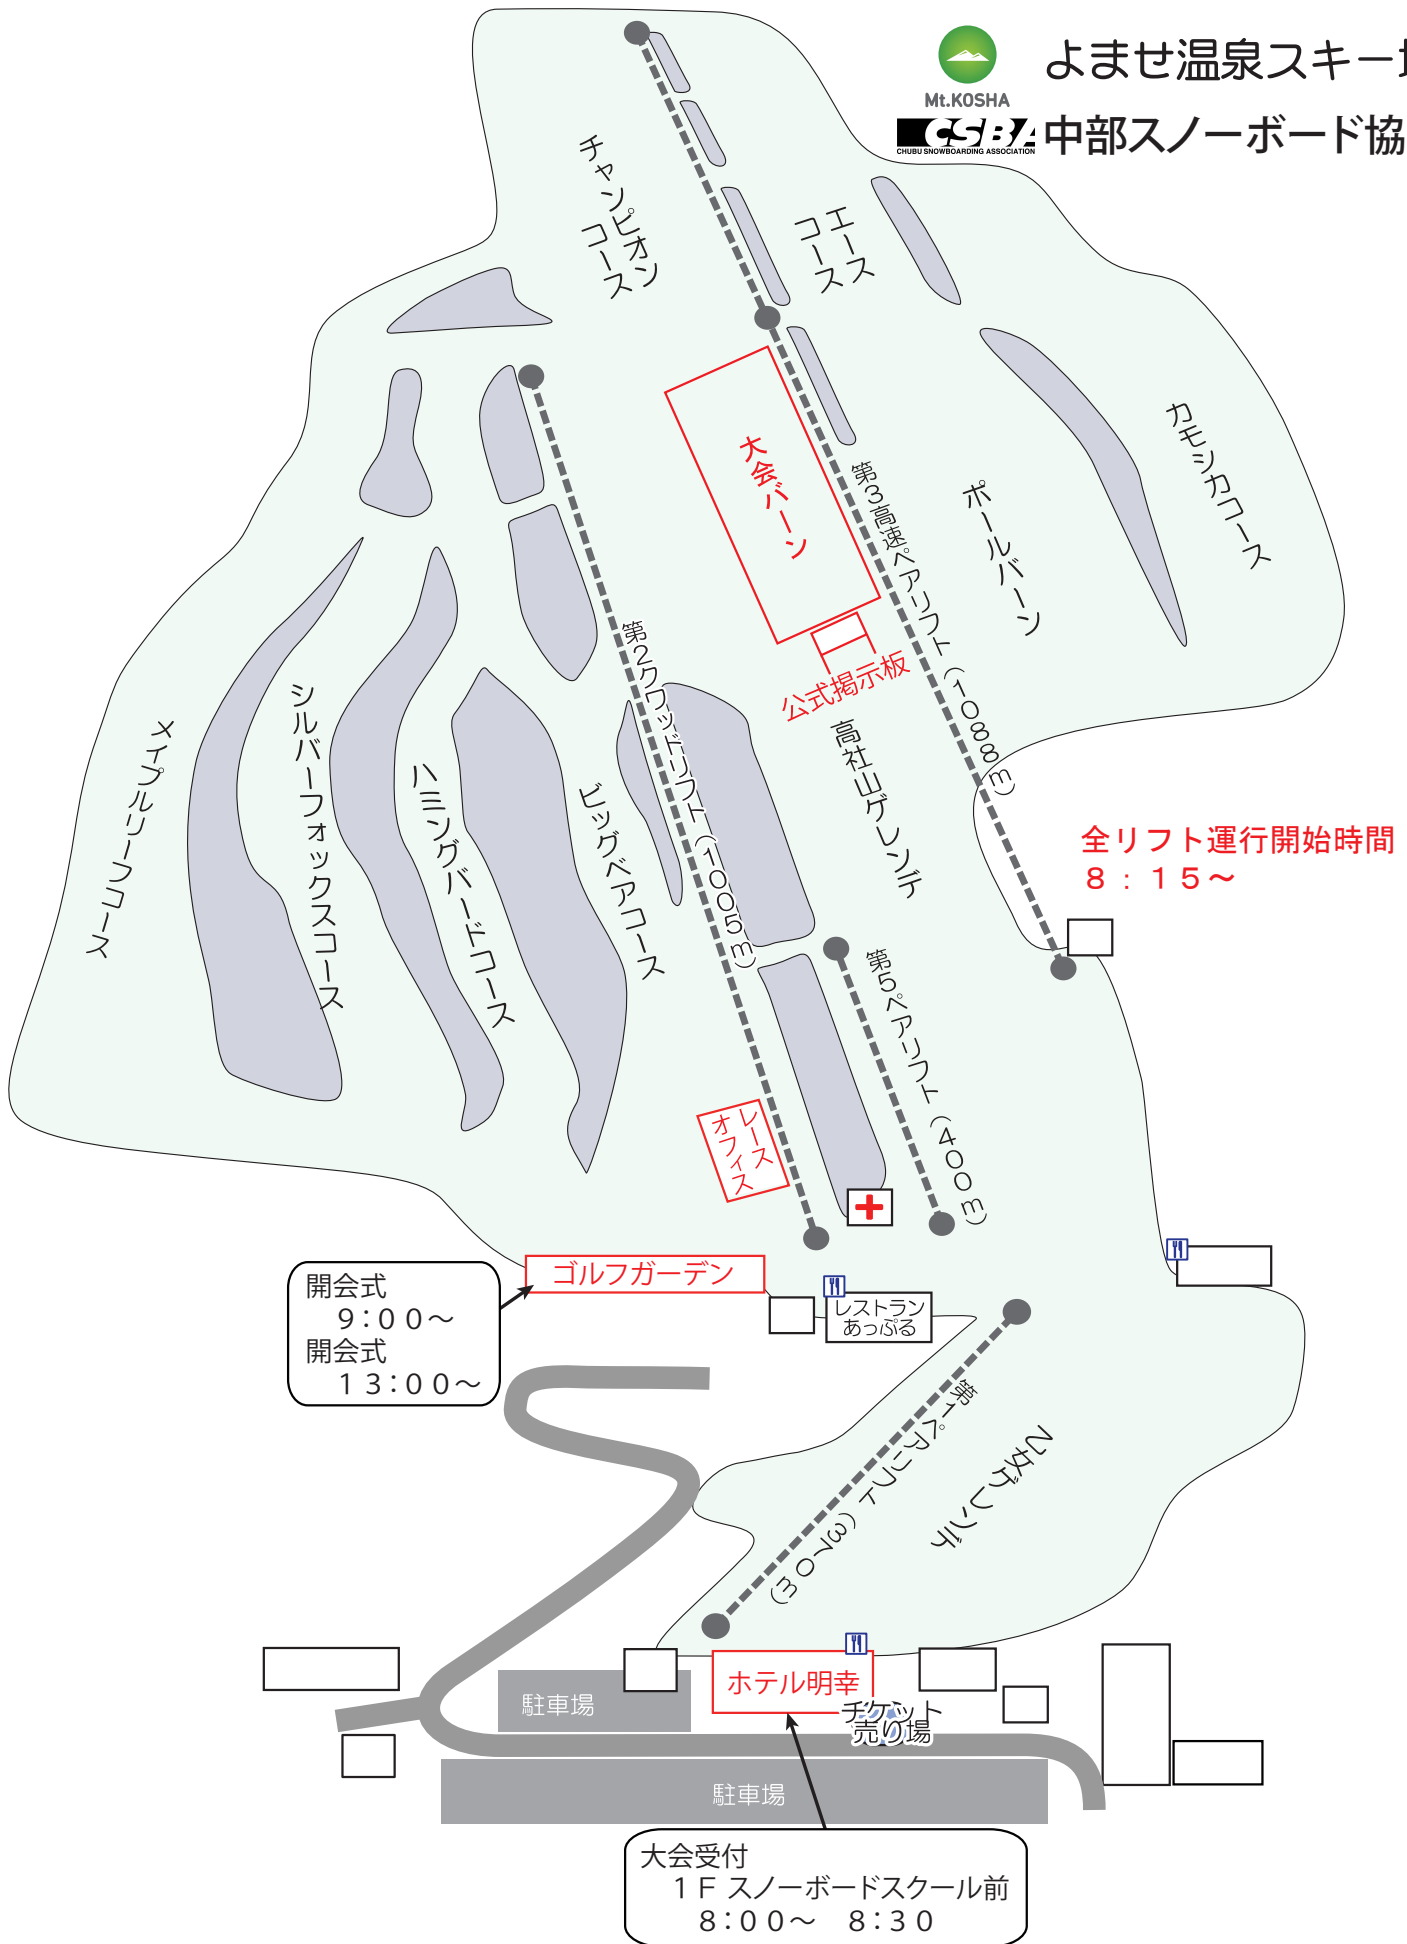 よませ温泉スキー場
Mt.KOSHA
CSBA
CHUBU SNOWBOARDING ASSOCIATION
中部スノーボード協
チャンピオン
コース
エース
コース
カモシカコース
大会バーン
第3高速ペアリフト(1088m)
ポールバーン
公式掲示板
第2クワッドリフト(1005m)
高社山ゲレンデ
メイプルリーフコース
シルバーフォックスコース
ハミングバードコース
ビッグベアコース
全リフト運行開始時間
8:15～
第5ペアリフト(400m)
レース
オフィス
ゴルフガーデン
開会式
9:00～
開会式
13:00～
レストラン
あっぷる
第1ペアリフト(370m)
乙女ゲレンデ
ホテル明幸
チケット
売り場
駐車場
駐車場
大会受付
1F スノーボードスクール前
8:00～ 8:30